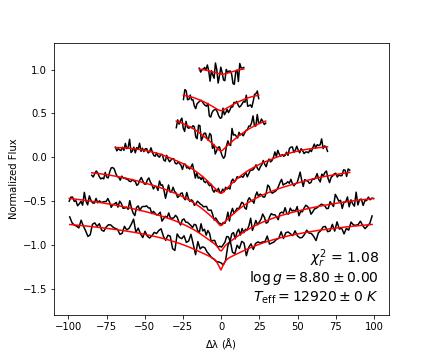 1.0
0.5
0.0
−0.5
−1.0
−1.5
Normalized Flux
χ²ᵣ = 1.08
log g = 8.80 ± 0.00
T_eff = 12920 ± 0 K
−100 −75 −50 −25 0 25 50 75 100
Δλ (Å)